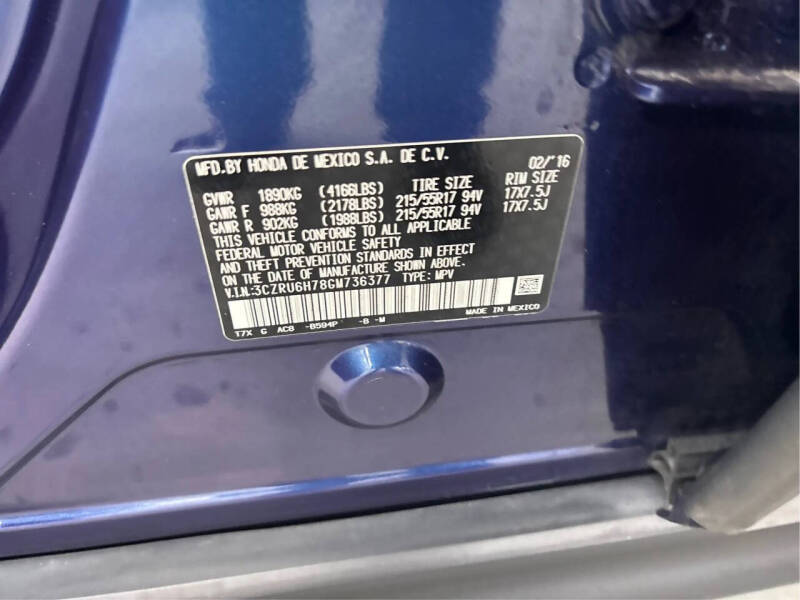 MFD.BY HONDA DE MEXICO S.A. DE C.V. 02/'16
TIRE SIZE RIM SIZE
GVWR 1890KG (4166LBS)
GAWR F 988KG (2178LBS) 215/55R17 94V 17X7.5J
GAWR R 902KG (1988LBS) 215/55R17 94V 17X7.5J
THIS VEHICLE CONFORMS TO ALL APPLICABLE
FEDERAL MOTOR VEHICLE SAFETY
AND THEFT PREVENTION STANDARDS IN EFFECT
ON THE DATE OF MANUFACTURE SHOWN ABOVE.
V.I.N.:3CZRU6H78GM736377 TYPE: MPV
T7X G AC8 -B594P -B -M MADE IN MEXICO